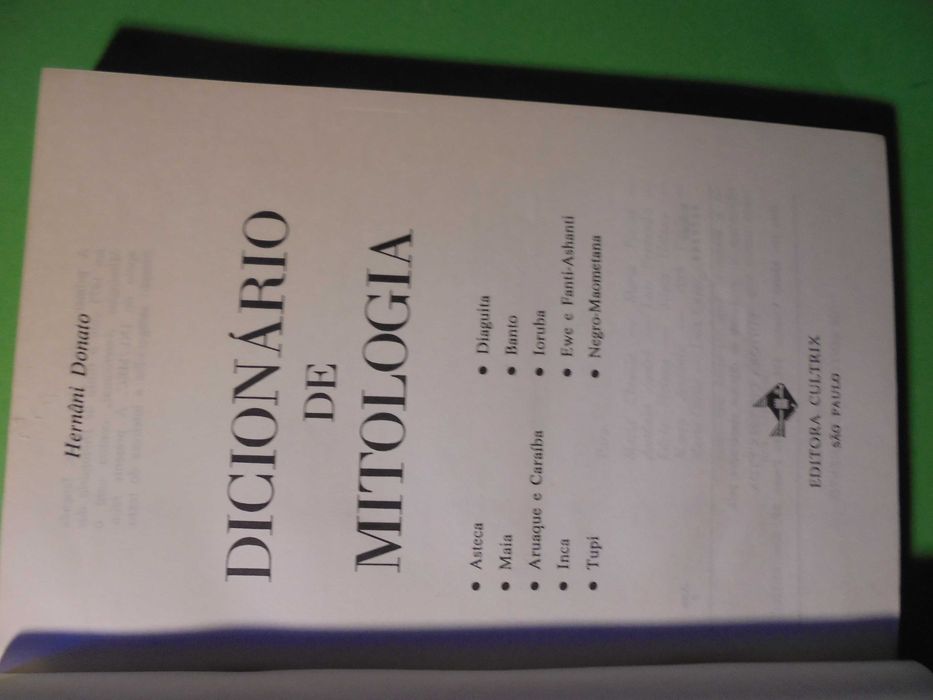 Hernâni Donato
DICIONÁRIO
DE
MITOLOGIA
• Asteca
• Maia
• Aruaque e Caraíba
• Inca
• Tupi
• Diaguita
• Banto
• Ioruba
• Ewe e Fanti-Ashanti
• Negro-Maometana
EDITORA CULTRIX
SÃO PAULO